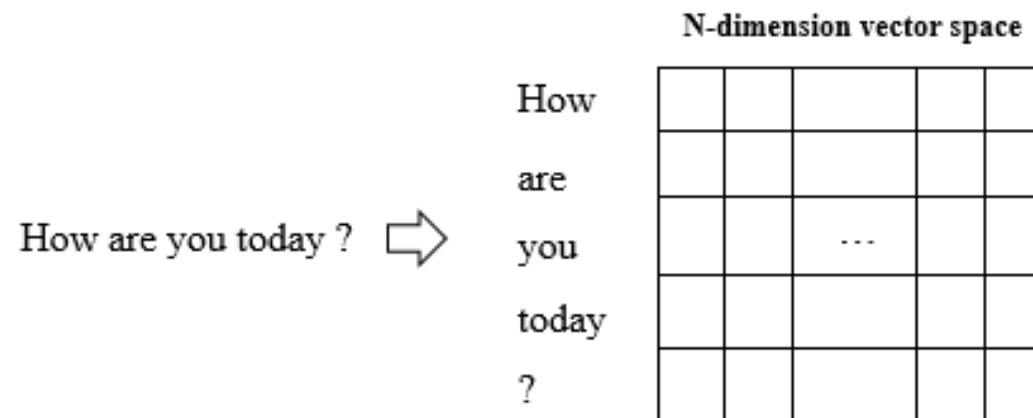 N-dimension vector space
How
are
How are you today ?
you
...
today
?